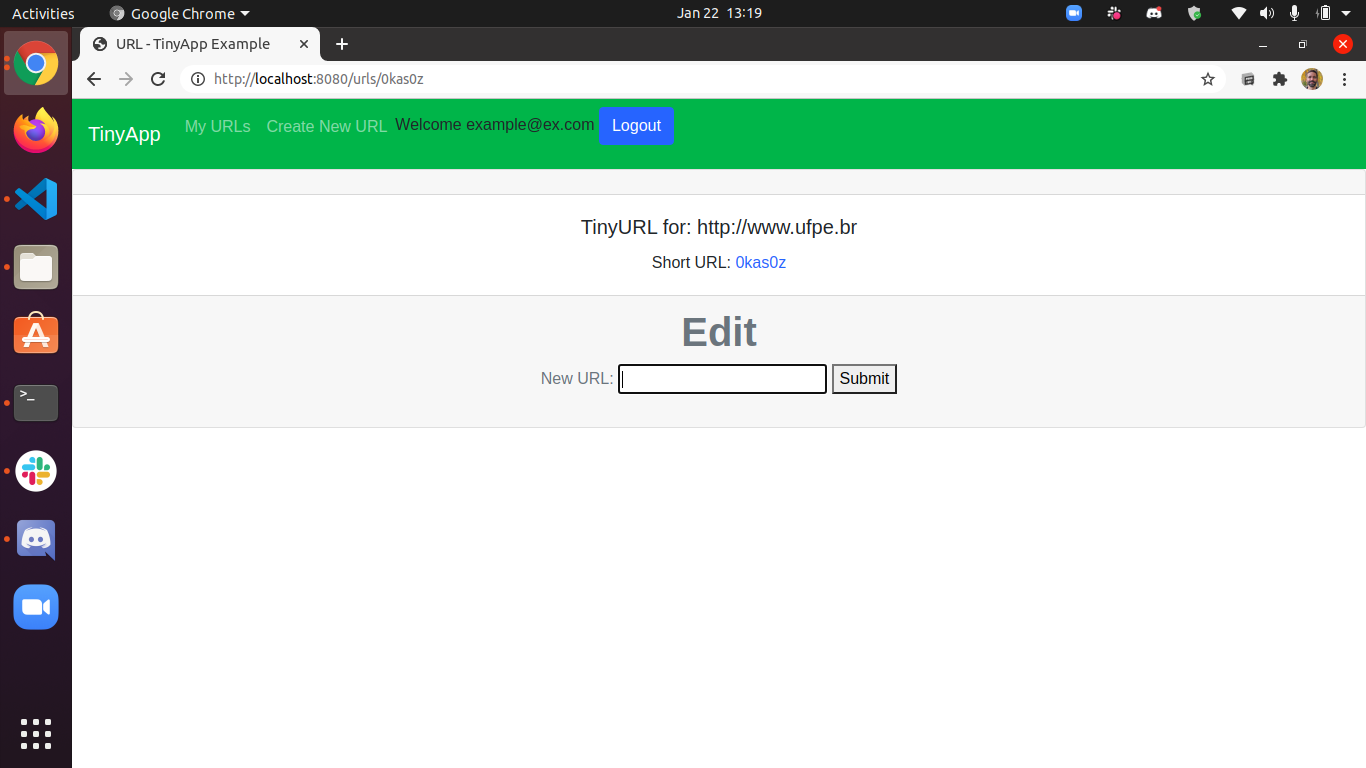 Activities Google Chrome Jan 22 13:19
URL - TinyApp Example
http://localhost:8080/urls/0kas0z
TinyApp My URLs Create New URL Welcome example@ex.com Logout
TinyURL for: http://www.ufpe.br
Short URL: 0kas0z
Edit
New URL: Submit